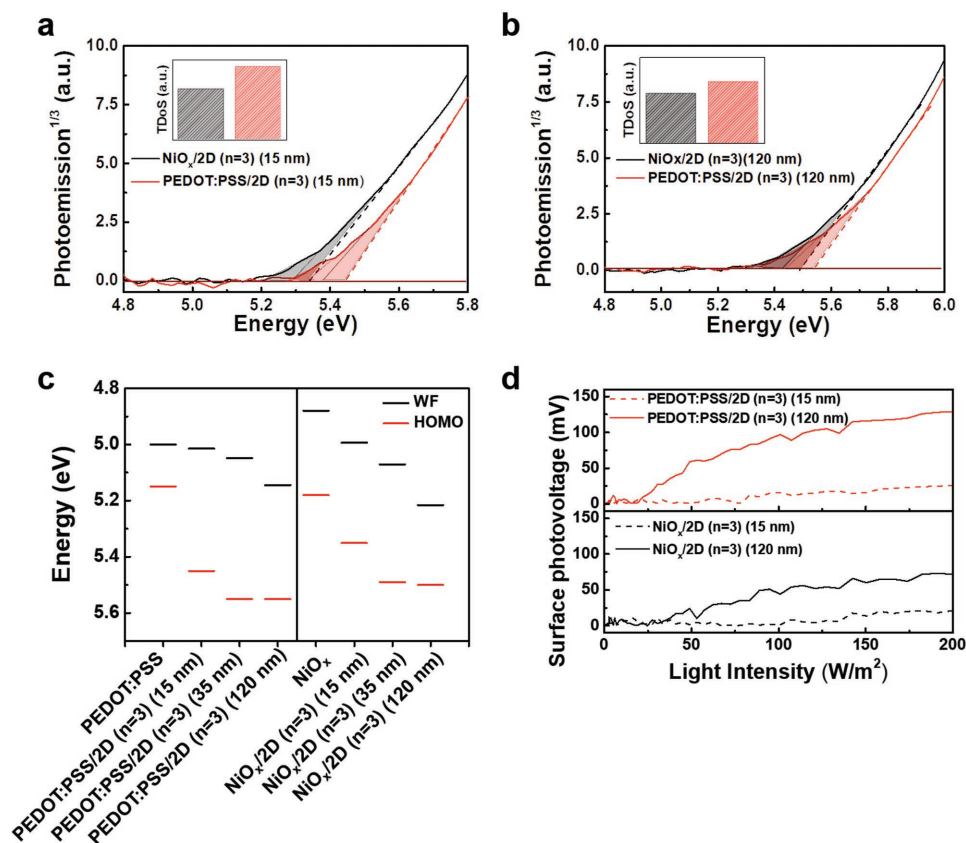 a
10.0
7.5
5.0
2.5
0.0
Photoemission1/3 (a.u.)
TDoS (a.u.)
NiOx/2D (n=3) (15 nm)
PEDOT:PSS/2D (n=3) (15 nm)
4.8 5.0 5.2 5.4 5.6 5.8
Energy (eV)
b
10.0
7.5
5.0
2.5
0.0
Photoemission1/3 (a.u.)
TDoS (a.u.)
NiOx/2D (n=3)(120 nm)
PEDOT:PSS/2D (n=3) (120 nm)
4.8 5.0 5.2 5.4 5.6 5.8 6.0
Energy (eV)
c
4.8
5.0
5.2
5.4
5.6
Energy (eV)
WF
HOMO
PEDOT:PSS
PEDOT:PSS/2D (n=3) (15 nm)
PEDOT:PSS/2D (n=3) (35 nm)
PEDOT:PSS/2D (n=3) (120 nm)
NiOx
NiOx/2D (n=3) (15 nm)
NiOx/2D (n=3) (35 nm)
NiOx/2D (n=3) (120 nm)
d
Surface photovoltage (mV)
150
125
100
75
50
25
0
PEDOT:PSS/2D (n=3) (15 nm)
PEDOT:PSS/2D (n=3) (120 nm)
100
50
0
NiOx/2D (n=3) (15 nm)
NiOx/2D (n=3) (120 nm)
0 25 50 75 100 125 150 175 200
Light Intensity (W/m2)